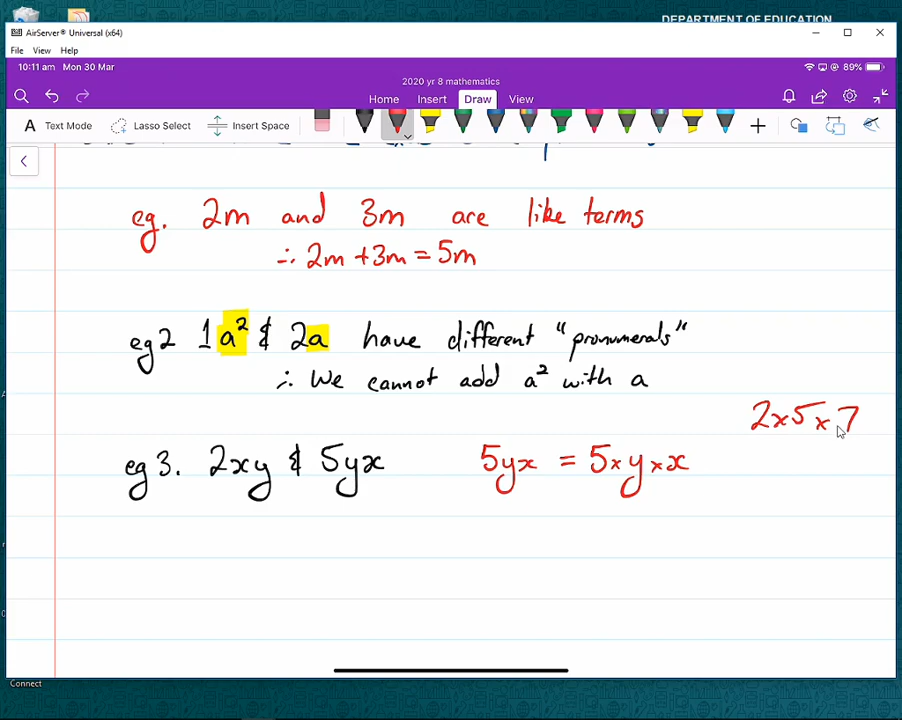 DEPARTMENT OF EDUCATION
AirServer® Universal (x64)
File View Help
10:11 am Mon 30 Mar
89%
2020 yr 8 mathematics
Home Insert Draw View
A Text Mode Lasso Select Insert Space
eg. 2m and 3m are like terms
∴ 2m + 3m = 5m
eg2 1a² & 2a have different "pronumerals"
∴ We cannot add a² with a
2×5×7
eg3. 2xy & 5yx 5yx = 5×y×x
Connect